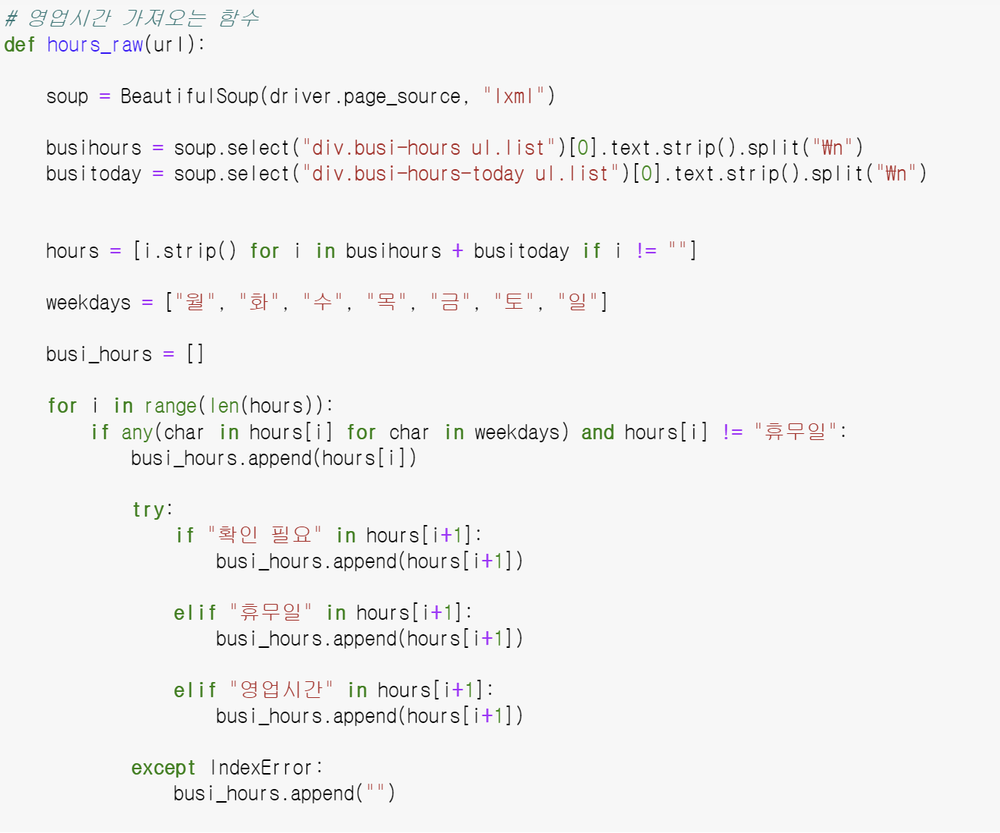 # 영업시간 가져오는 함수
def hours_raw(url):
soup = BeautifulSoup(driver.page_source, "lxml")
busihours = soup.select("div.busi-hours ul.list")[0].text.strip().split("₩n")
busitoday = soup.select("div.busi-hours-today ul.list")[0].text.strip().split("₩n")
hours = [i.strip() for i in busihours + busitoday if i != ""]
weekdays = ["월", "화", "수", "목", "금", "토", "일"]
busi_hours = []
for i in range(len(hours)):
if any(char in hours[i] for char in weekdays) and hours[i] != "휴무일":
busi_hours.append(hours[i])
try:
if "확인 필요" in hours[i+1]:
busi_hours.append(hours[i+1])
elif "휴무일" in hours[i+1]:
busi_hours.append(hours[i+1])
elif "영업시간" in hours[i+1]:
busi_hours.append(hours[i+1])
except IndexError:
busi_hours.append("")